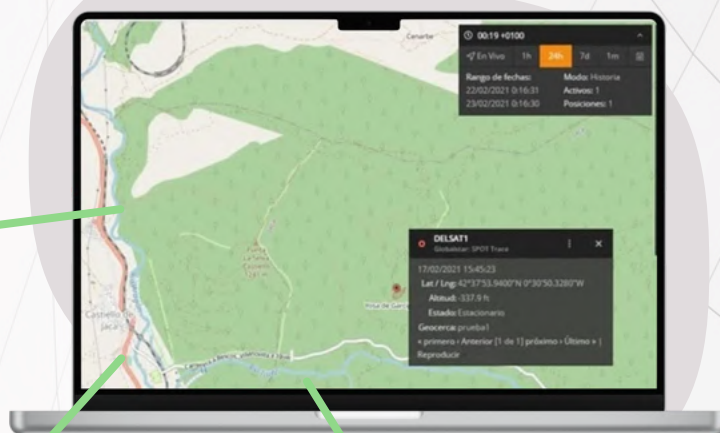 Cenarbe
00:19 +0100
En Vivo 1h 24h 7d 1m
Rango de fechas: Modo: Historia
22/02/2021 0:16:31 Activos: 1
23/02/2021 0:16:30 Posiciones: 1
DELSAT1
Globalstar: SPOT Trace
17/02/2021 15:45:23
Lat / Lng: 42°37'53.9400"N 0°30'50.3280"W
Altitud: -337.9 ft
Estado: Estacionario
Geocerca: prueba1
« primero ‹ Anterior [1 de 1] próximo › Último » |
Reproducir
Punta
Castiello de
Jaca